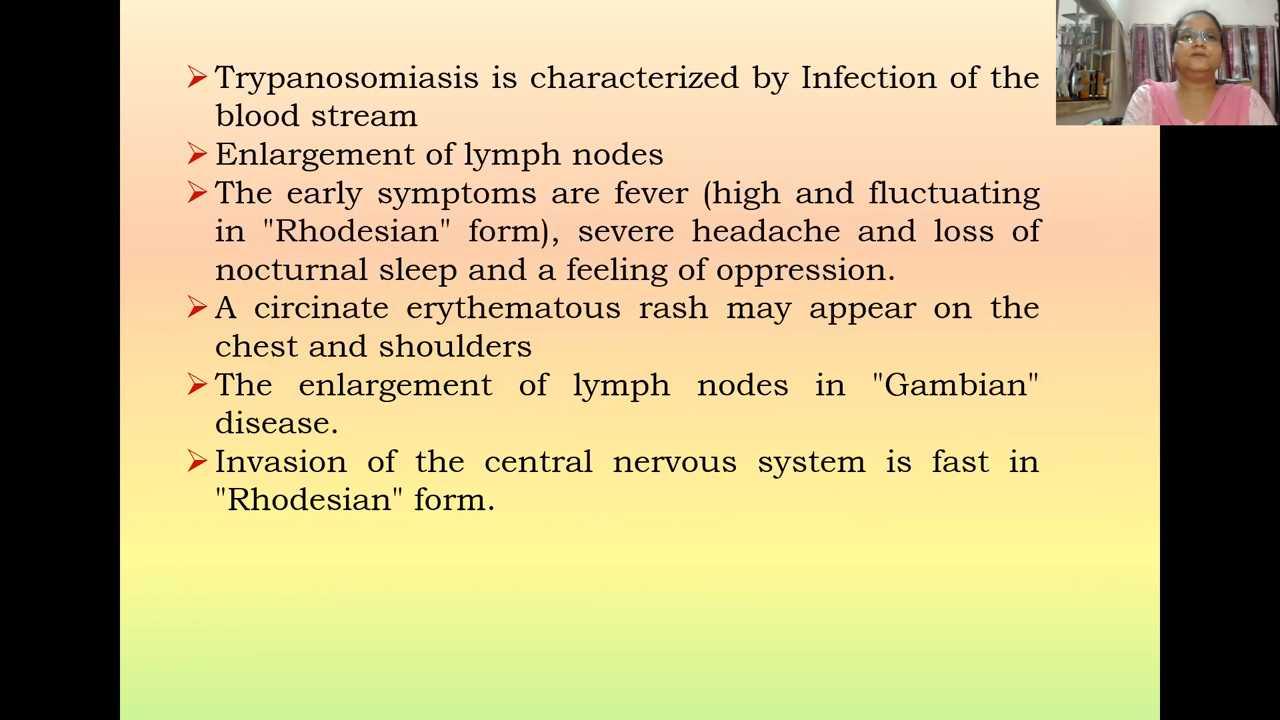 Trypanosomiasis is characterized by Infection of the
blood stream
Enlargement of lymph nodes
The early symptoms are fever (high and fluctuating
in "Rhodesian" form), severe headache and loss of
nocturnal sleep and a feeling of oppression.
A circinate erythematous rash may appear on the
chest and shoulders
The enlargement of lymph nodes in "Gambian"
disease.
Invasion of the central nervous system is fast in
"Rhodesian" form.